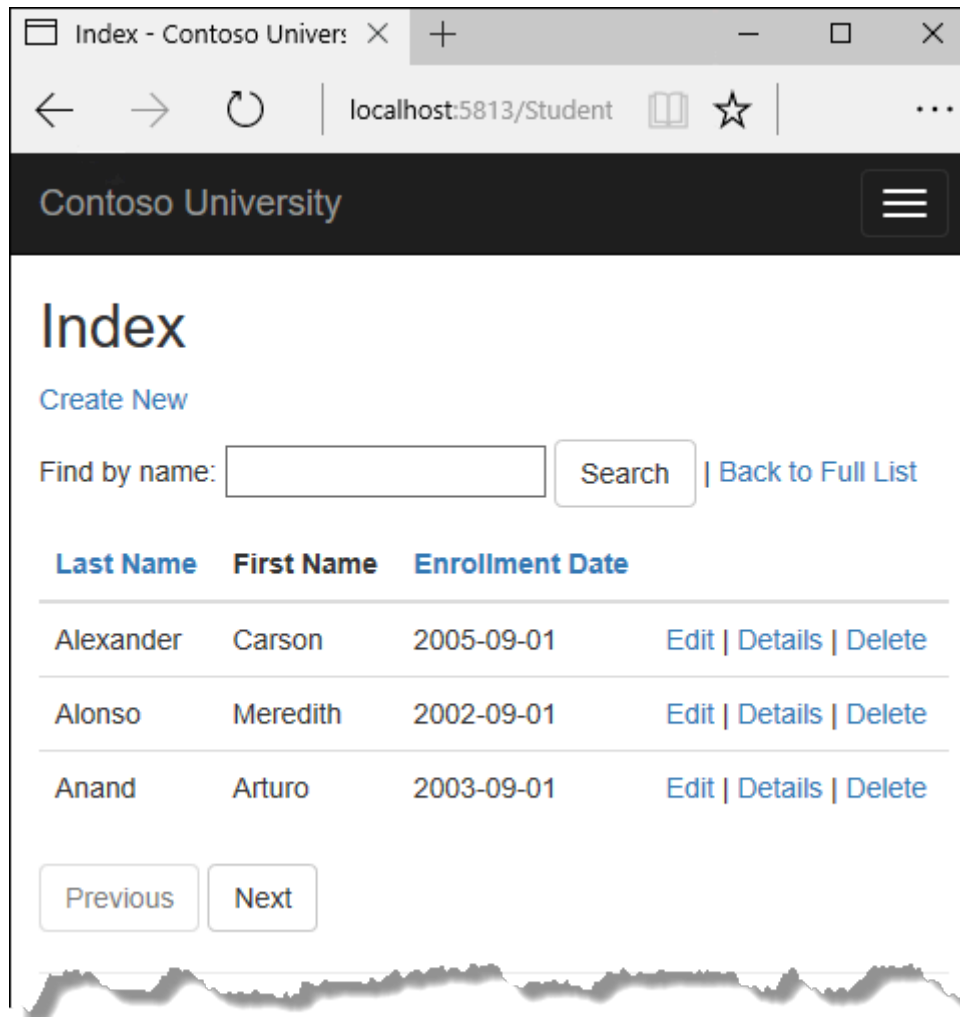 Index - Contoso Univers
localhost:5813/Student
Contoso University
Index
Create New
Find by name: Search | Back to Full List
Last Name First Name Enrollment Date
Alexander Carson 2005-09-01 Edit | Details | Delete
Alonso Meredith 2002-09-01 Edit | Details | Delete
Anand Arturo 2003-09-01 Edit | Details | Delete
Previous Next